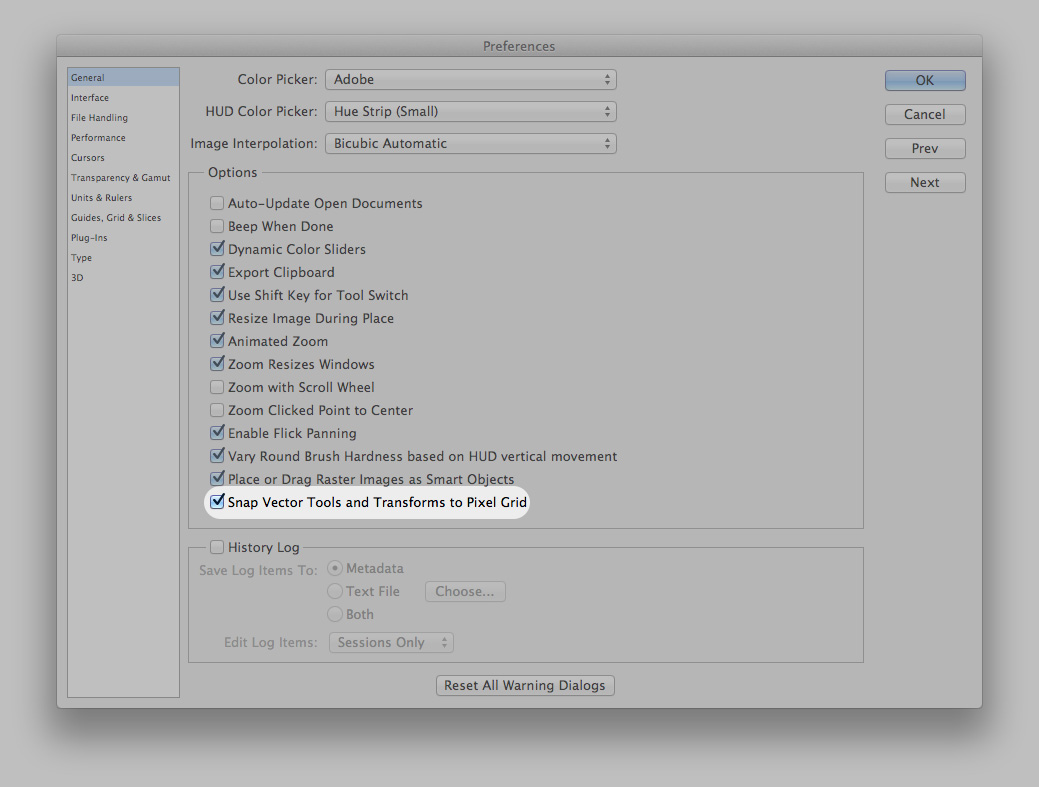 Preferences
General
Interface
File Handling
Performance
Cursors
Transparency & Gamut
Units & Rulers
Guides, Grid & Slices
Plug-Ins
Type
3D
Color Picker: Adobe
HUD Color Picker: Hue Strip (Small)
Image Interpolation: Bicubic Automatic
Options
Auto-Update Open Documents
Beep When Done
Dynamic Color Sliders
Export Clipboard
Use Shift Key for Tool Switch
Resize Image During Place
Animated Zoom
Zoom Resizes Windows
Zoom with Scroll Wheel
Zoom Clicked Point to Center
Enable Flick Panning
Vary Round Brush Hardness based on HUD vertical movement
Place or Drag Raster Images as Smart Objects
Snap Vector Tools and Transforms to Pixel Grid
History Log
Save Log Items To: Metadata
Text File Choose...
Both
Edit Log Items: Sessions Only
Reset All Warning Dialogs
OK
Cancel
Prev
Next